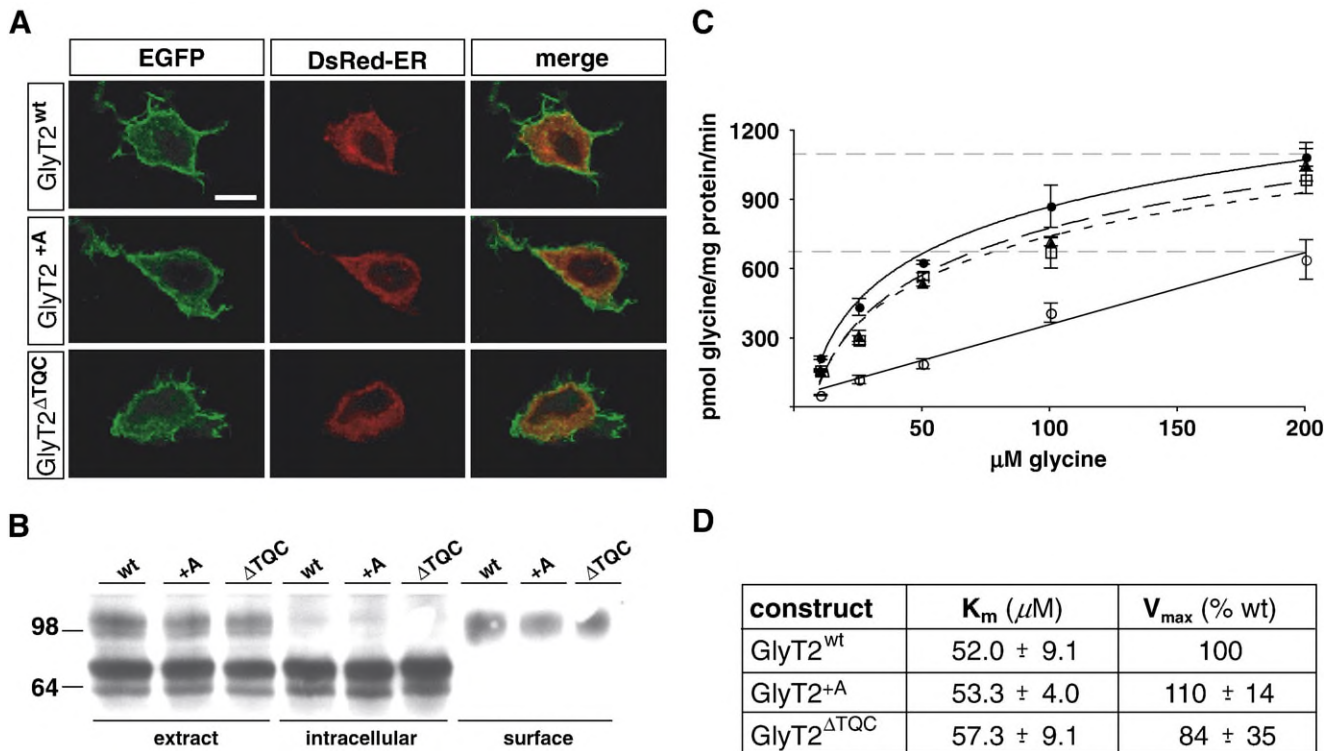 A
EGFP DsRed-ER merge
GlyT2wt
GlyT2+A
GlyT2ΔTQC
B
wt +A ΔTQC wt +A ΔTQC wt +A ΔTQC
98
64
extract intracellular surface
C
pmol glycine/mg protein/min
1200
900
600
300
50 100 150 200
μM glycine
D
construct Km (μM) Vmax (% wt)
GlyT2wt 52.0 ± 9.1 100
GlyT2+A 53.3 ± 4.0 110 ± 14
GlyT2ΔTQC 57.3 ± 9.1 84 ± 35